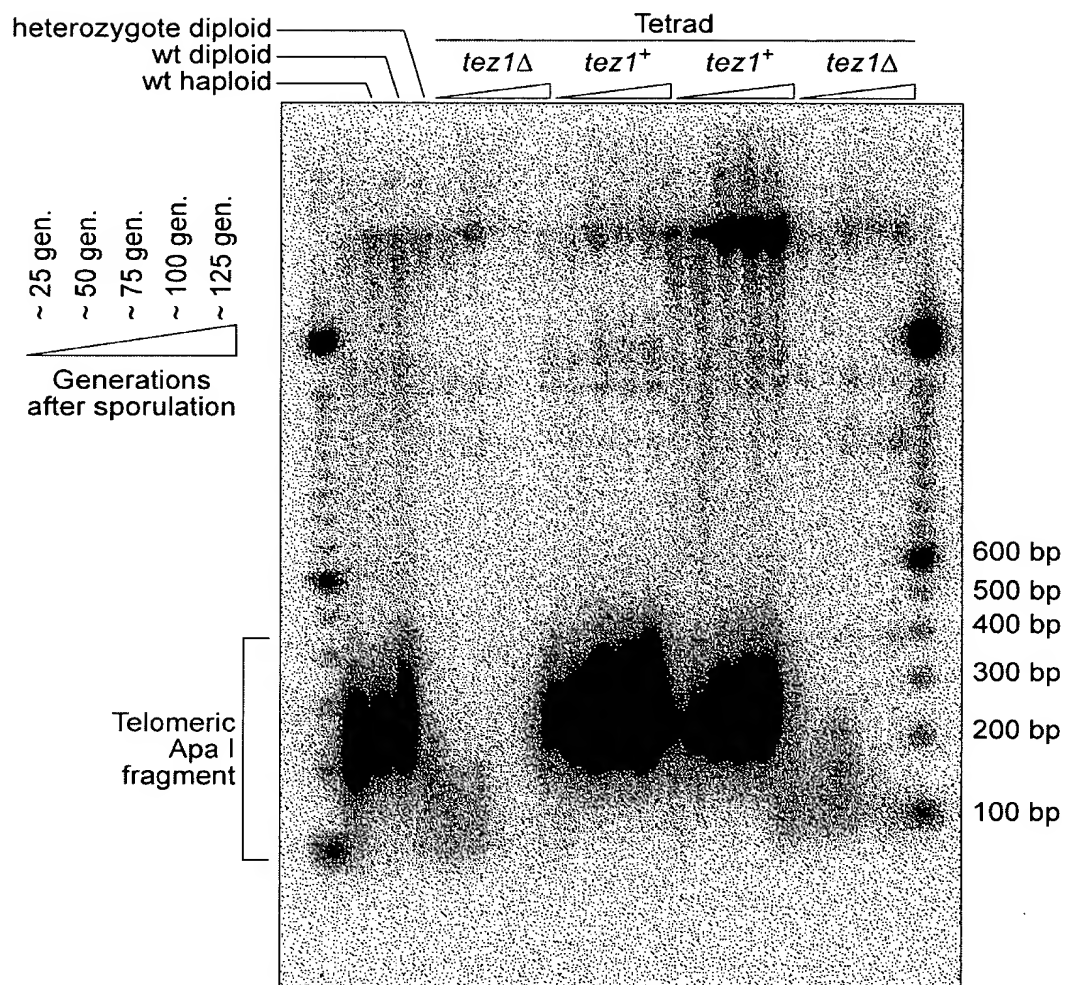 heterozygote diploid
wt diploid
wt haploid
Tetrad
tez1Δ
tez1⁺
tez1⁺
tez1Δ
~ 25 gen.
~ 50 gen.
~ 75 gen.
~ 100 gen.
~ 125 gen.
Generations
after sporulation
600 bp
500 bp
400 bp
300 bp
200 bp
100 bp
Telomeric
Apa I
fragment